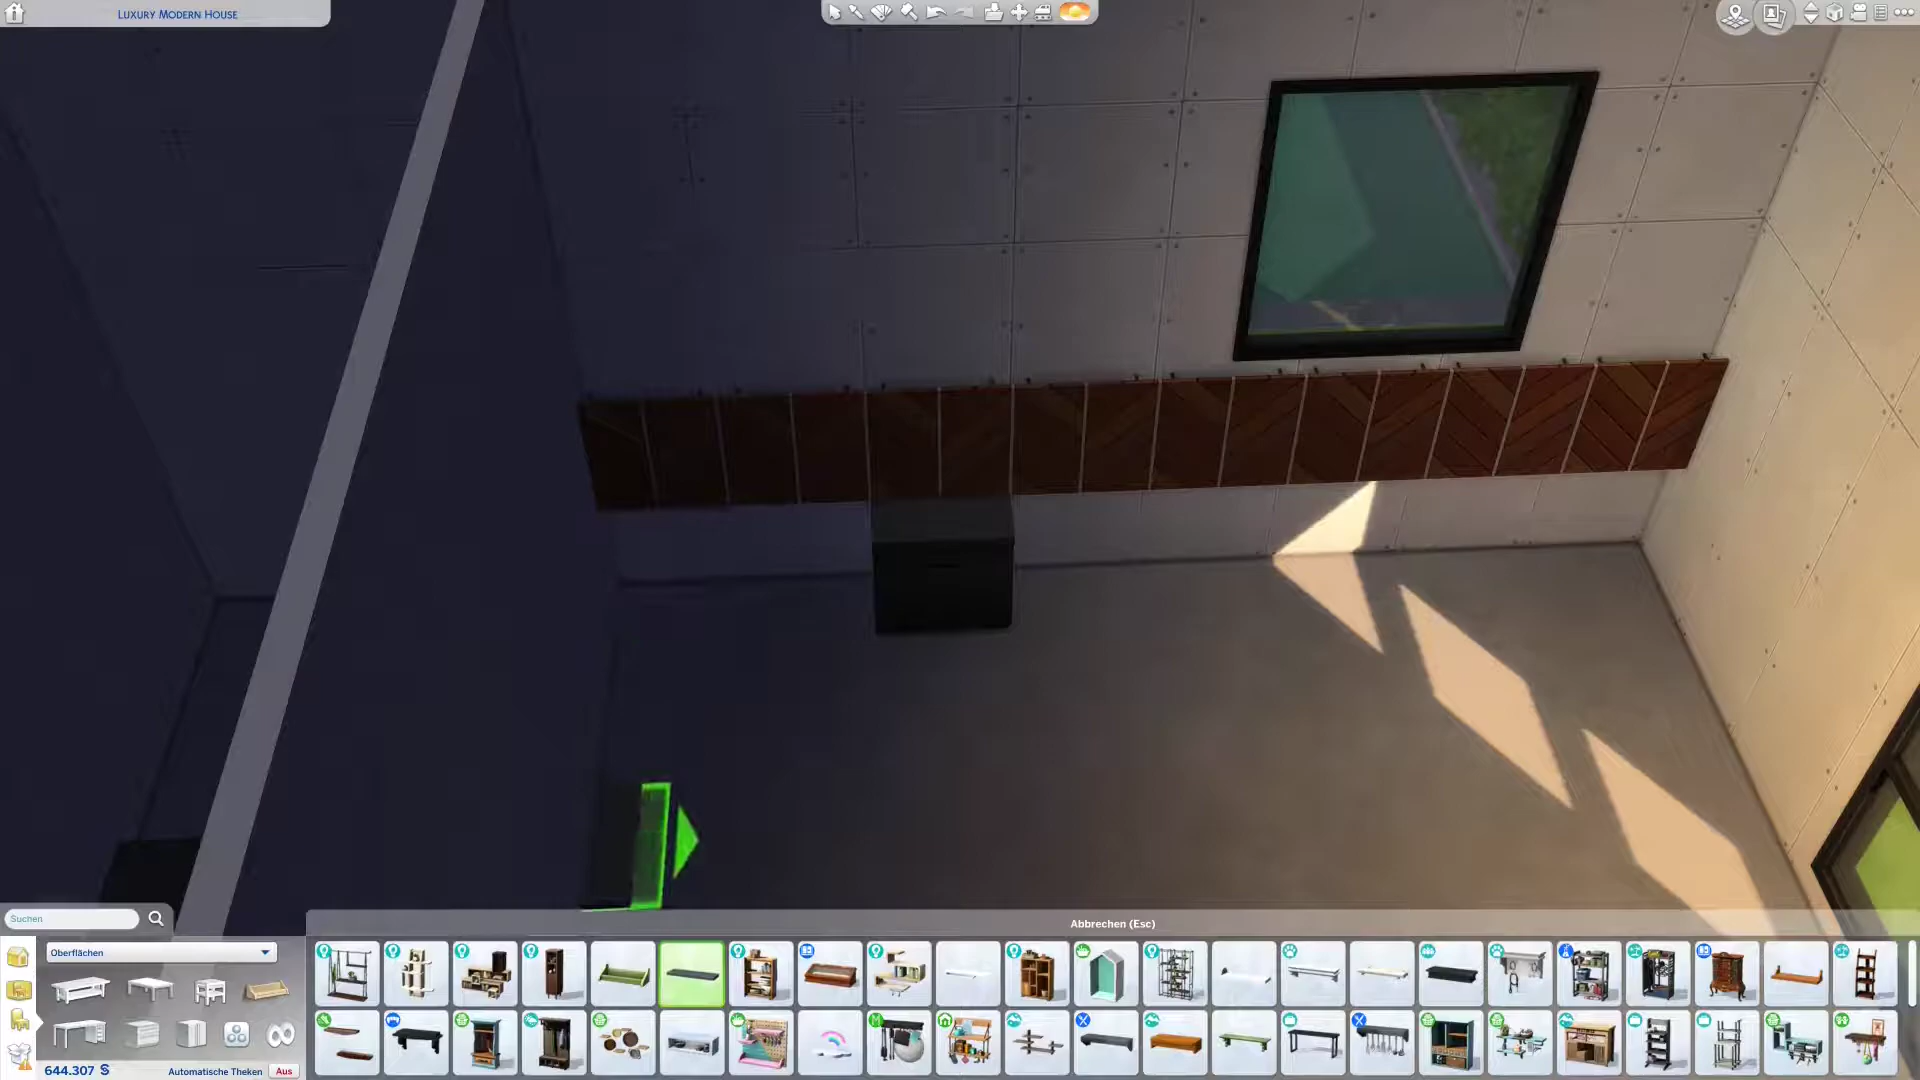 LUXURY MODERN HOUSE
Abbrechen (Esc)
Suchen
Oberflächen
644.307 $
Automatische Theken Aus